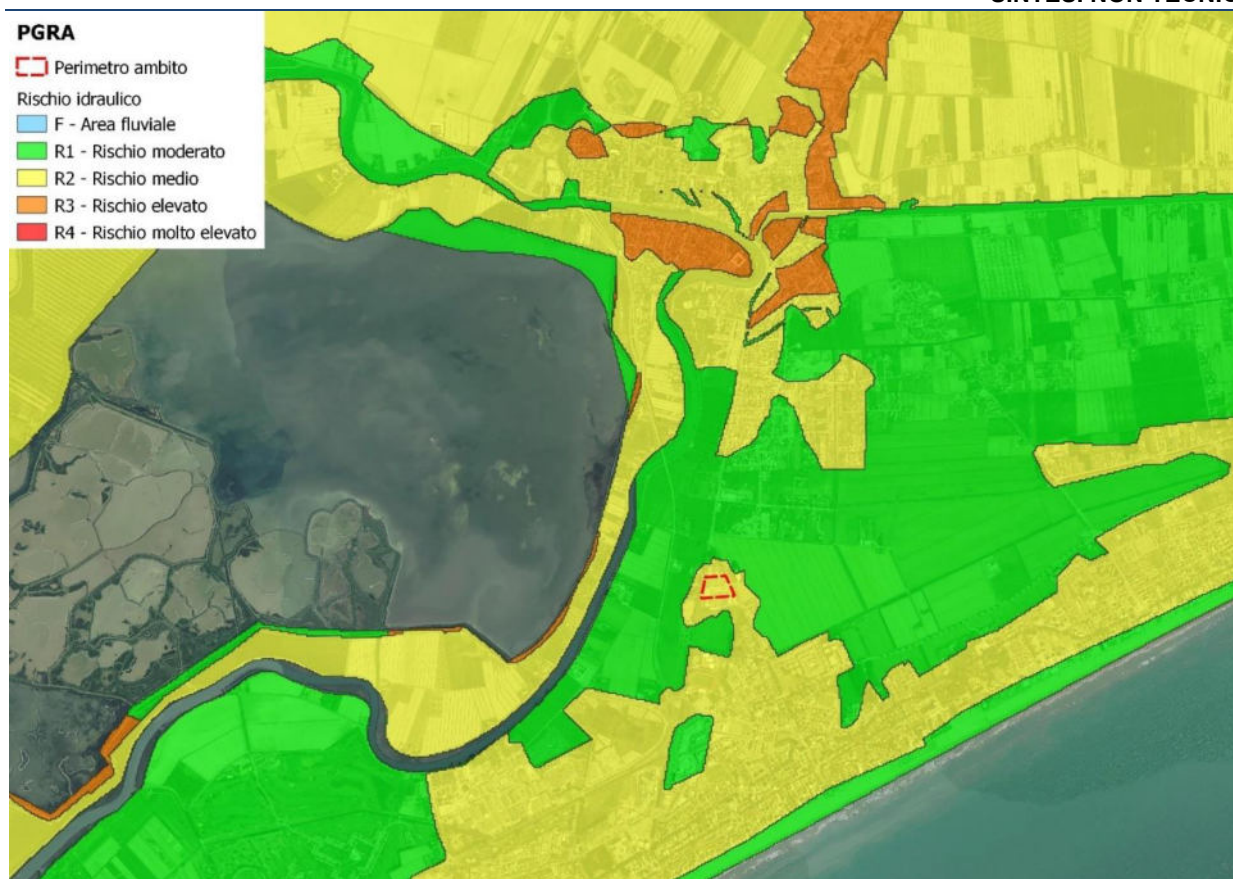 PGRA
Perimetro ambito
Rischio idraulico
F - Area fluviale
R1 - Rischio moderato
R2 - Rischio medio
R3 - Rischio elevato
R4 - Rischio molto elevato